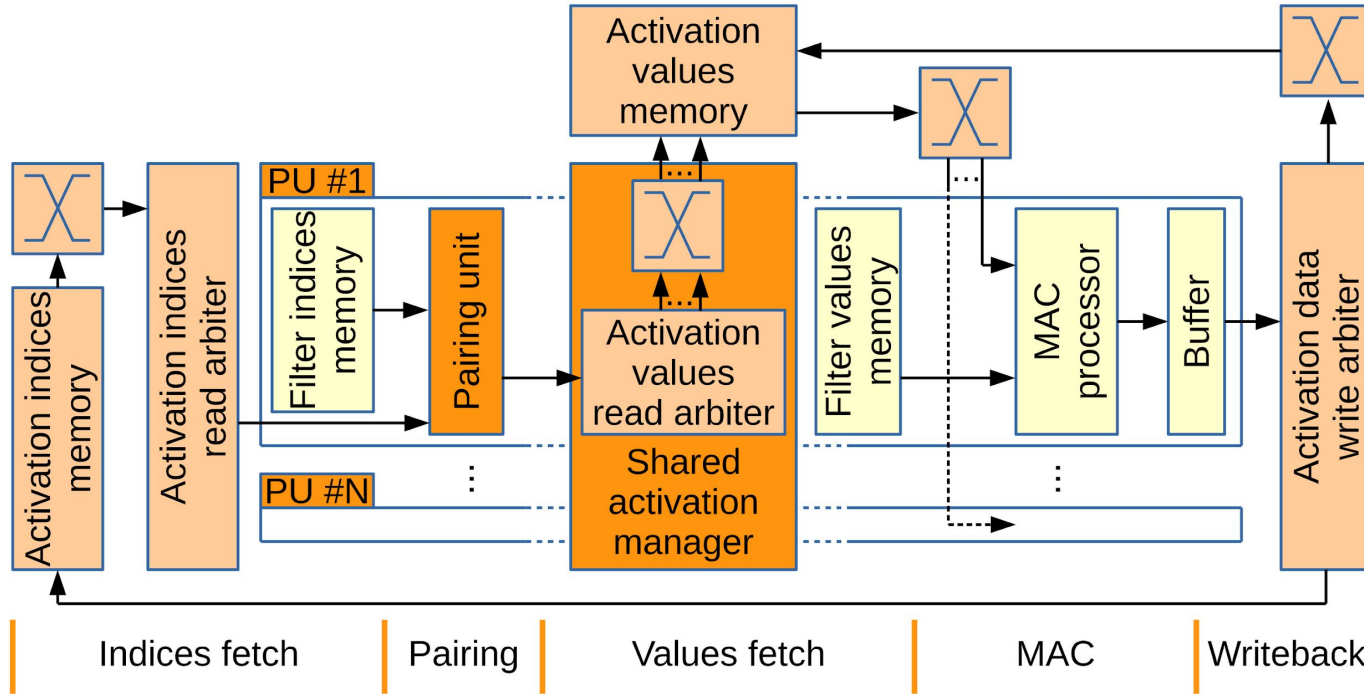 Activation
values
memory
Activation indices
memory
Activation indices
read arbiter
PU #1
Filter indices
memory
Pairing unit
...
...
Activation
values
read arbiter
Shared
activation
manager
Filter values
memory
...
MAC
processor
Buffer
Activation data
write arbiter
...
...
PU #N
Indices fetch
Pairing
Values fetch
MAC
Writeback